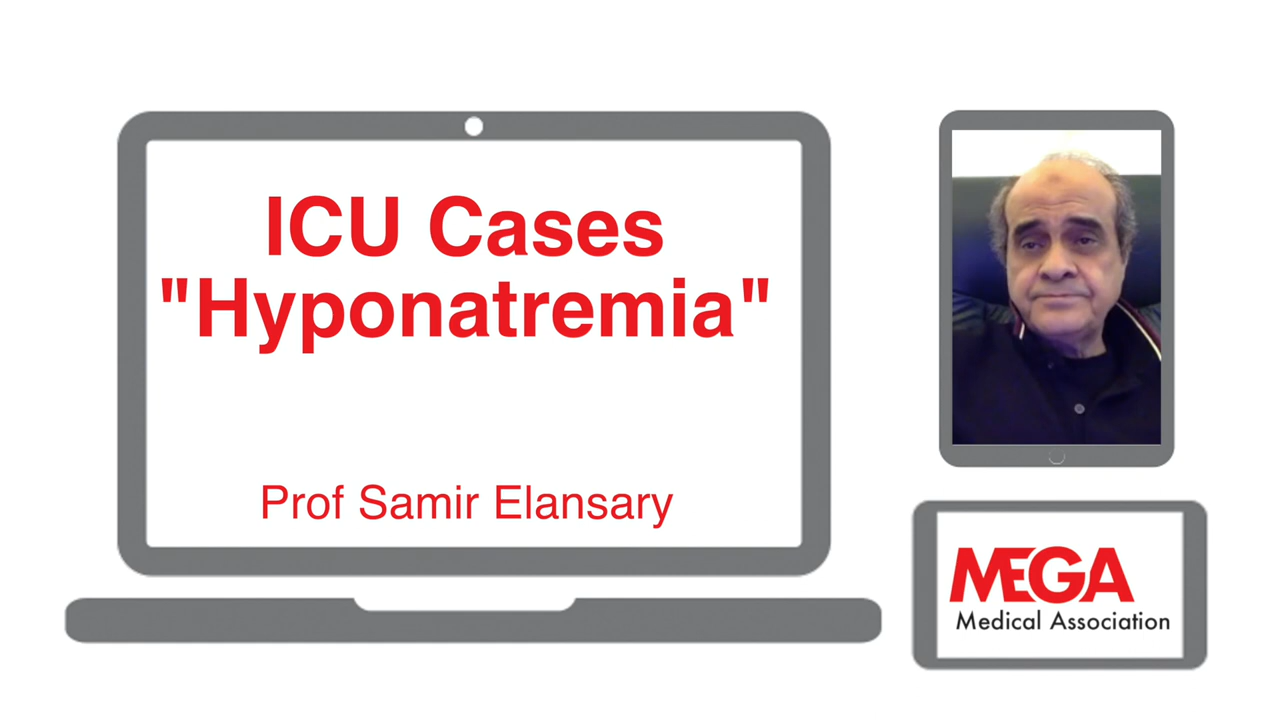 ICU Cases
"Hyponatremia"
Prof Samir Elansary
MEGA
Medical Association